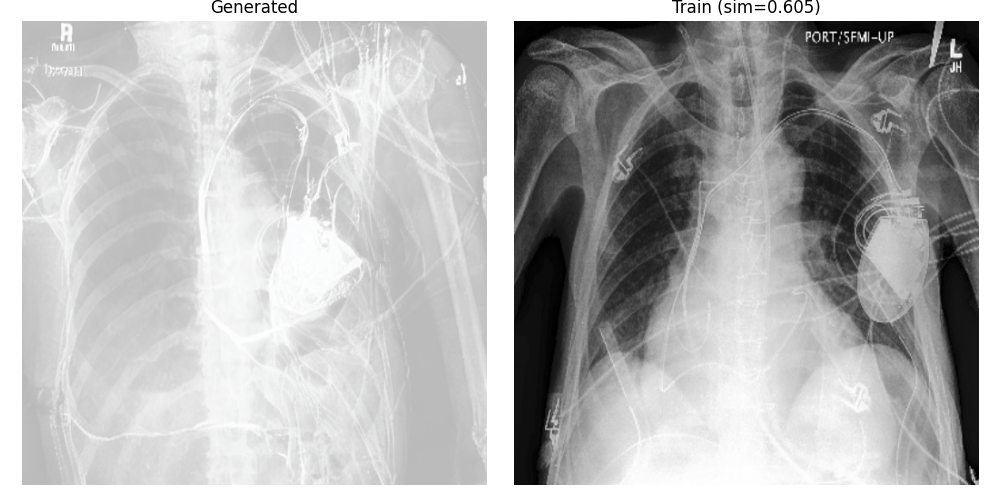 Generated
Train (sim=0.605)
R
PORT/SEMI-UP
L
JH